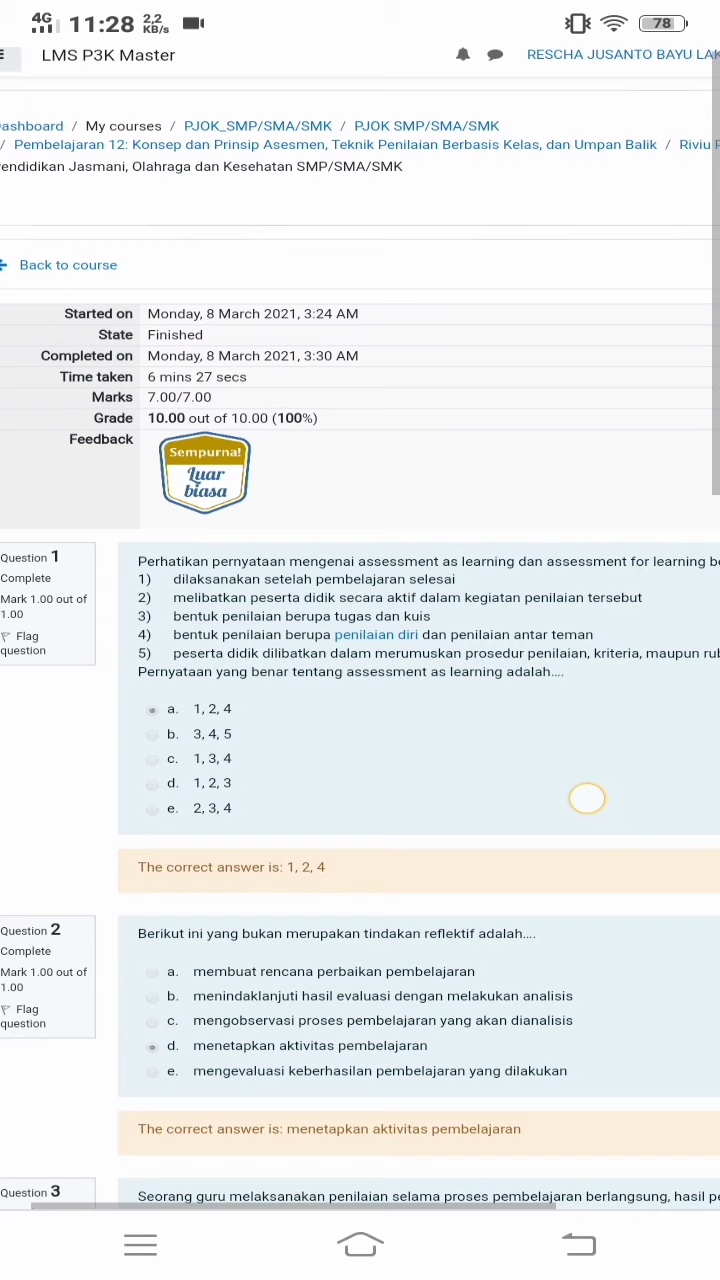 4G 11:28 2,2 KB/s 78
LMS P3K Master RESCHA JUSANTO BAYU
ashboard / My courses / PJOK_SMP/SMA/SMK / PJOK SMP/SMA/SMK
/ Pembelajaran 12: Konsep dan Prinsip Asesmen, Teknik Penilaian Berbasis Kelas, dan Umpan Balik / Riviu
endidikan Jasmani, Olahraga dan Kesehatan SMP/SMA/SMK
Back to course
Started on Monday, 8 March 2021, 3:24 AM
State Finished
Completed on Monday, 8 March 2021, 3:30 AM
Time taken 6 mins 27 secs
Marks 7.00/7.00
Grade 10.00 out of 10.00 (100%)
Feedback
Sempurna!
Luar
biasa
Question 1
Complete
Mark 1.00 out of
1.00
Flag
question
Perhatikan pernyataan mengenai assessment as learning dan assessment for learning
1) dilaksanakan setelah pembelajaran selesai
2) melibatkan peserta didik secara aktif dalam kegiatan penilaian tersebut
3) bentuk penilaian berupa tugas dan kuis
4) bentuk penilaian berupa penilaian diri dan penilaian antar teman
5) peserta didik dilibatkan dalam merumuskan prosedur penilaian, kriteria, maupun
Pernyataan yang benar tentang assessment as learning adalah....
a. 1, 2, 4
b. 3, 4, 5
c. 1, 3, 4
d. 1, 2, 3
e. 2, 3, 4
The correct answer is: 1, 2, 4
Question 2
Complete
Mark 1.00 out of
1.00
Flag
question
Berikut ini yang bukan merupakan tindakan reflektif adalah....
a. membuat rencana perbaikan pembelajaran
b. menindaklanjuti hasil evaluasi dengan melakukan analisis
c. mengobservasi proses pembelajaran yang akan dianalisis
d. menetapkan aktivitas pembelajaran
e. mengevaluasi keberhasilan pembelajaran yang dilakukan
The correct answer is: menetapkan aktivitas pembelajaran
Question 3
Seorang guru melaksanakan penilaian selama proses pembelajaran berlangsung, hasil